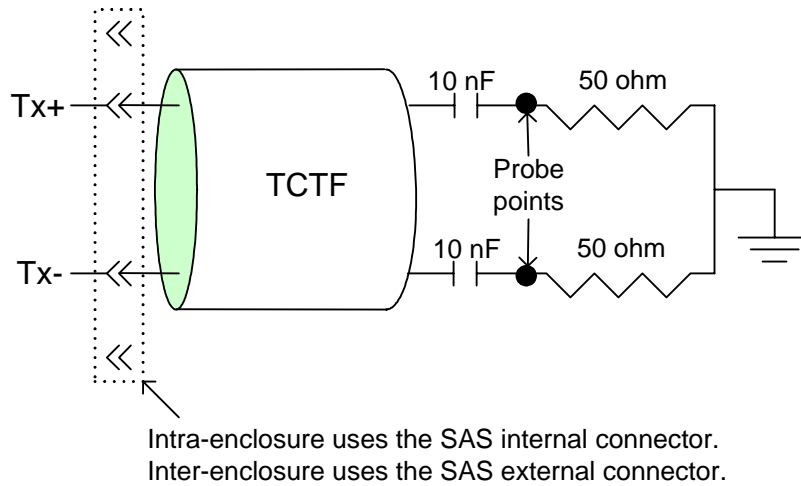 10 nF
50 ohm
Tx+
TCTF
Probe
points
10 nF
50 ohm
Tx-
Intra-enclosure uses the SAS internal connector.
Inter-enclosure uses the SAS external connector.